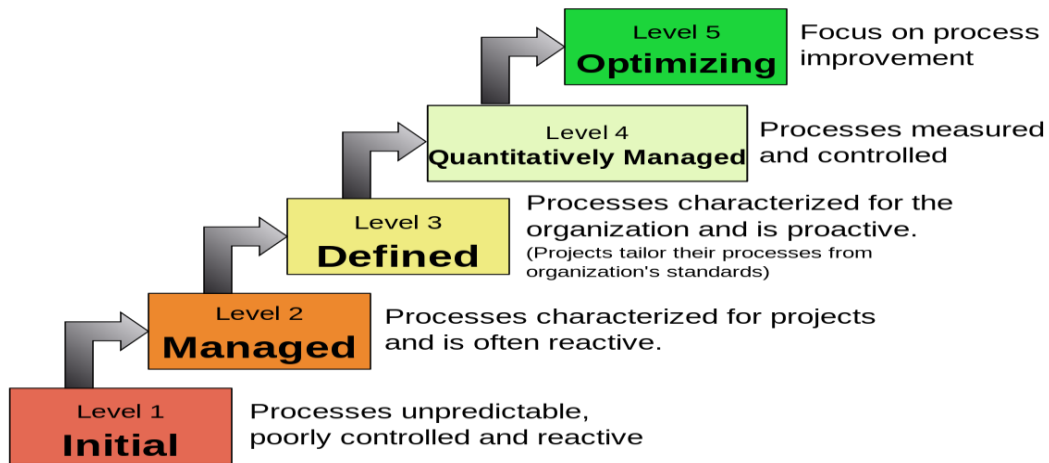 Level 5
Optimizing
Focus on process
improvement
Level 4
Quantitatively Managed
Processes measured
and controlled
Level 3
Defined
Processes characterized for the
organization and is proactive.
(Projects tailor their processes from
organization's standards)
Level 2
Managed
Processes characterized for projects
and is often reactive.
Level 1
Initial
Processes unpredictable,
poorly controlled and reactive